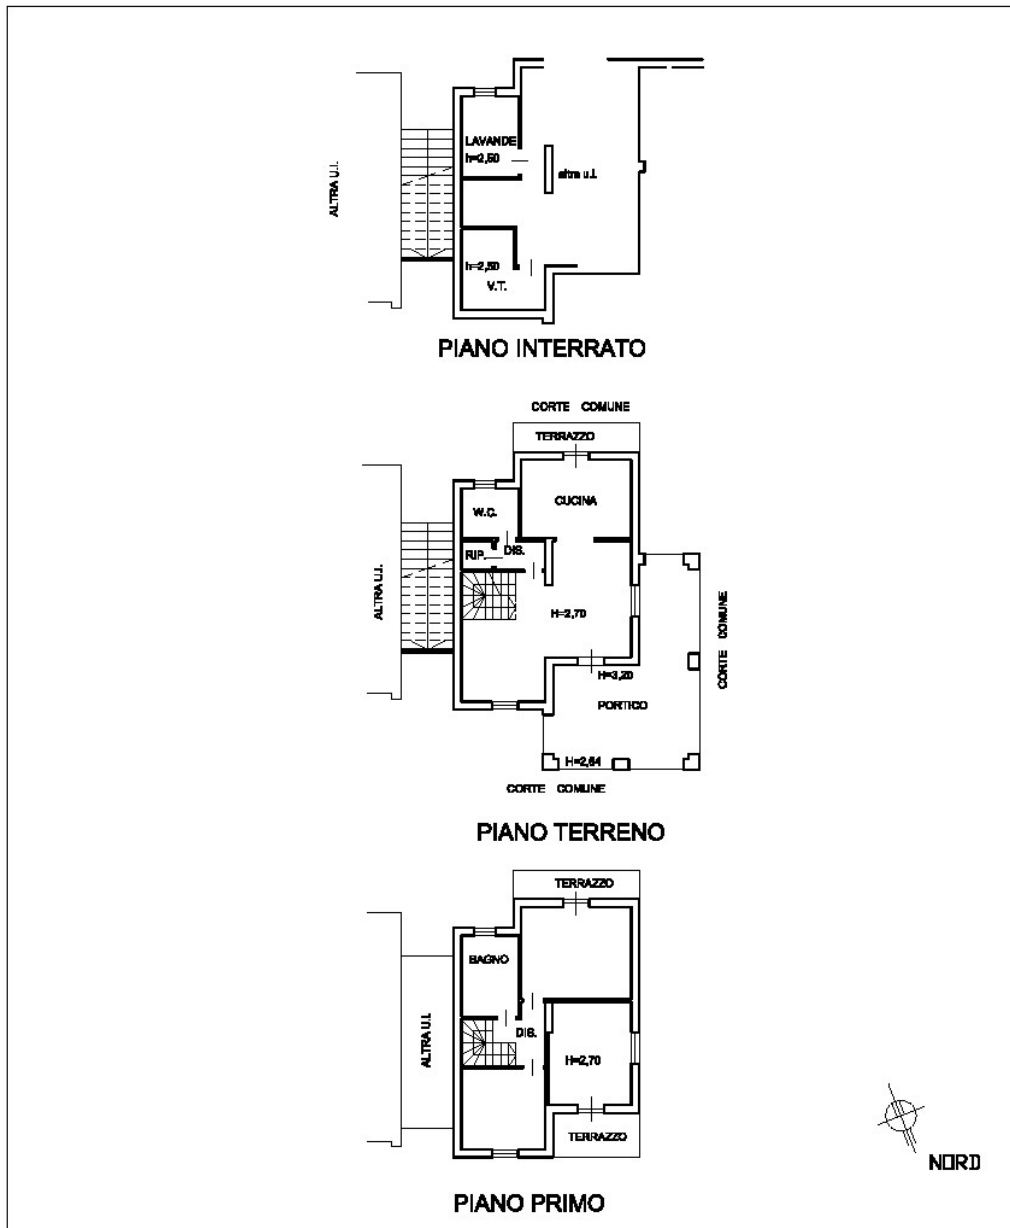 LAVANDE
h=2,50
altra u.i.
ALTRA U.I.
h=2,50
V.T.
PIANO INTERRATO
CORTE COMUNE
TERRAZZO
W.C.
CUCINA
RIP.
DIS.
ALTRA U.I.
H=2,70
CORTE COMUNE
H=3,20
PORTICO
H=2,64
CORTE COMUNE
PIANO TERRENO
TERRAZZO
BAGNO
ALTRA U.I.
DIS.
H=2,70
TERRAZZO
NORD
PIANO PRIMO